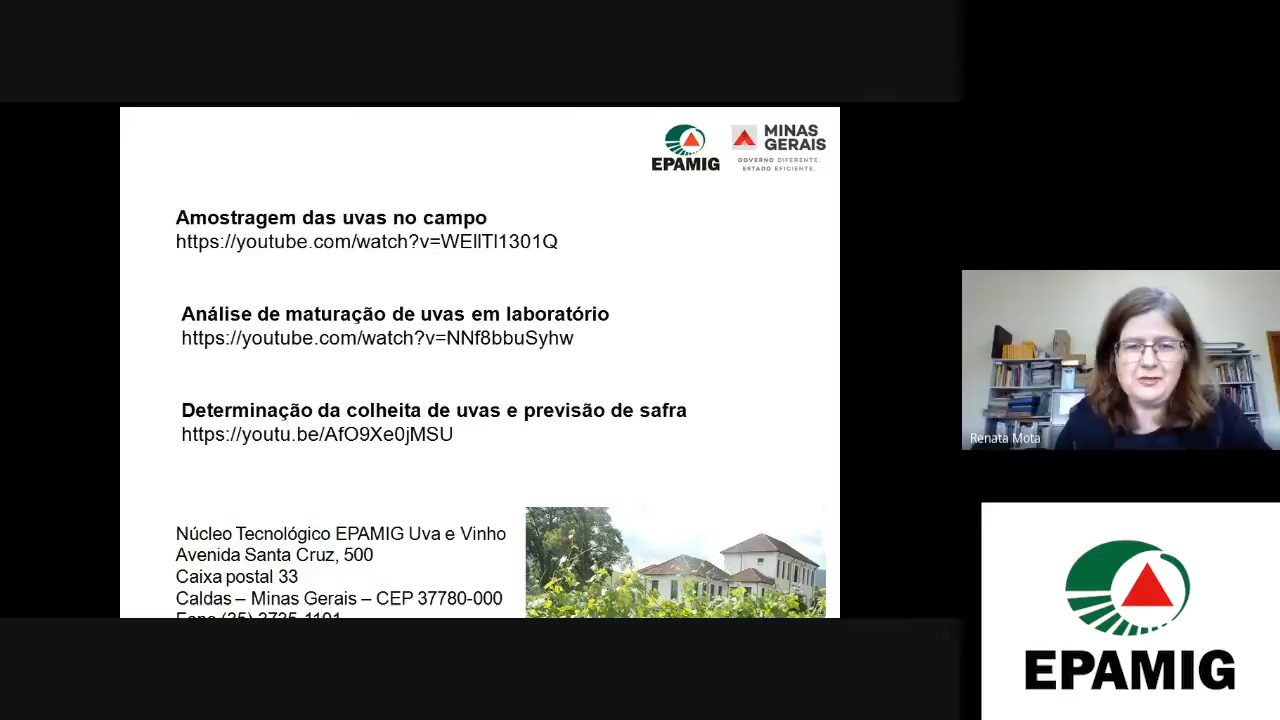 EPAMIG
MINAS
GERAIS
GOVERNO DIFERENTE.
ESTADO EFICIENTE.
Amostragem das uvas no campo
https://youtube.com/watch?v=WEllTl1301Q
Análise de maturação de uvas em laboratório
https://youtube.com/watch?v=NNf8bbuSyhw
Determinação da colheita de uvas e previsão de safra
https://youtu.be/AfO9Xe0jMSU
Núcleo Tecnológico EPAMIG Uva e Vinho
Avenida Santa Cruz, 500
Caixa postal 33
Caldas – Minas Gerais – CEP 37780-000
Renata Mota
EPAMIG